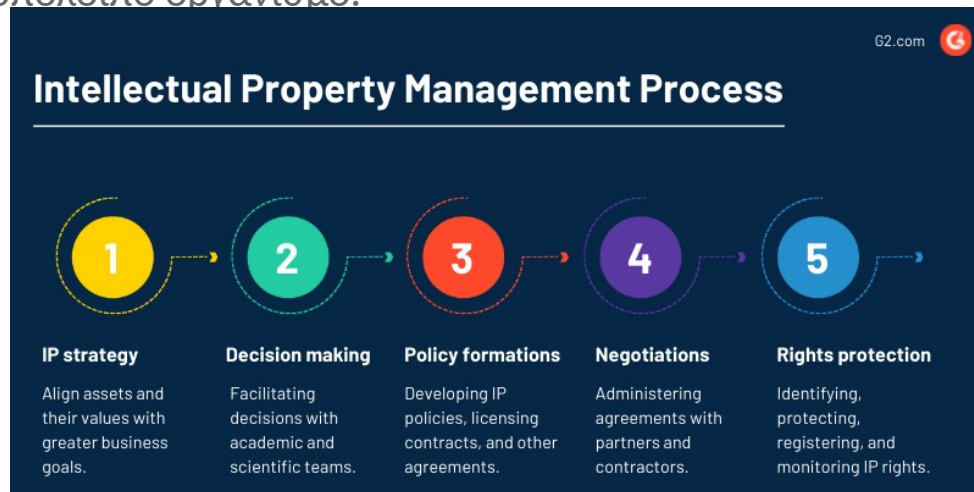 G2.com
Intellectual Property Management Process
1
2
3
4
5
IP strategy
Align assets and
their values with
greater business
goals.
Decision making
Facilitating
decisions with
academic and
scientific teams.
Policy formations
Developing IP
policies, licensing
contracts, and other
agreements.
Negotiations
Administering
agreements with
partners and
contractors.
Rights protection
Identifying,
protecting,
registering, and
monitoring IP rights.